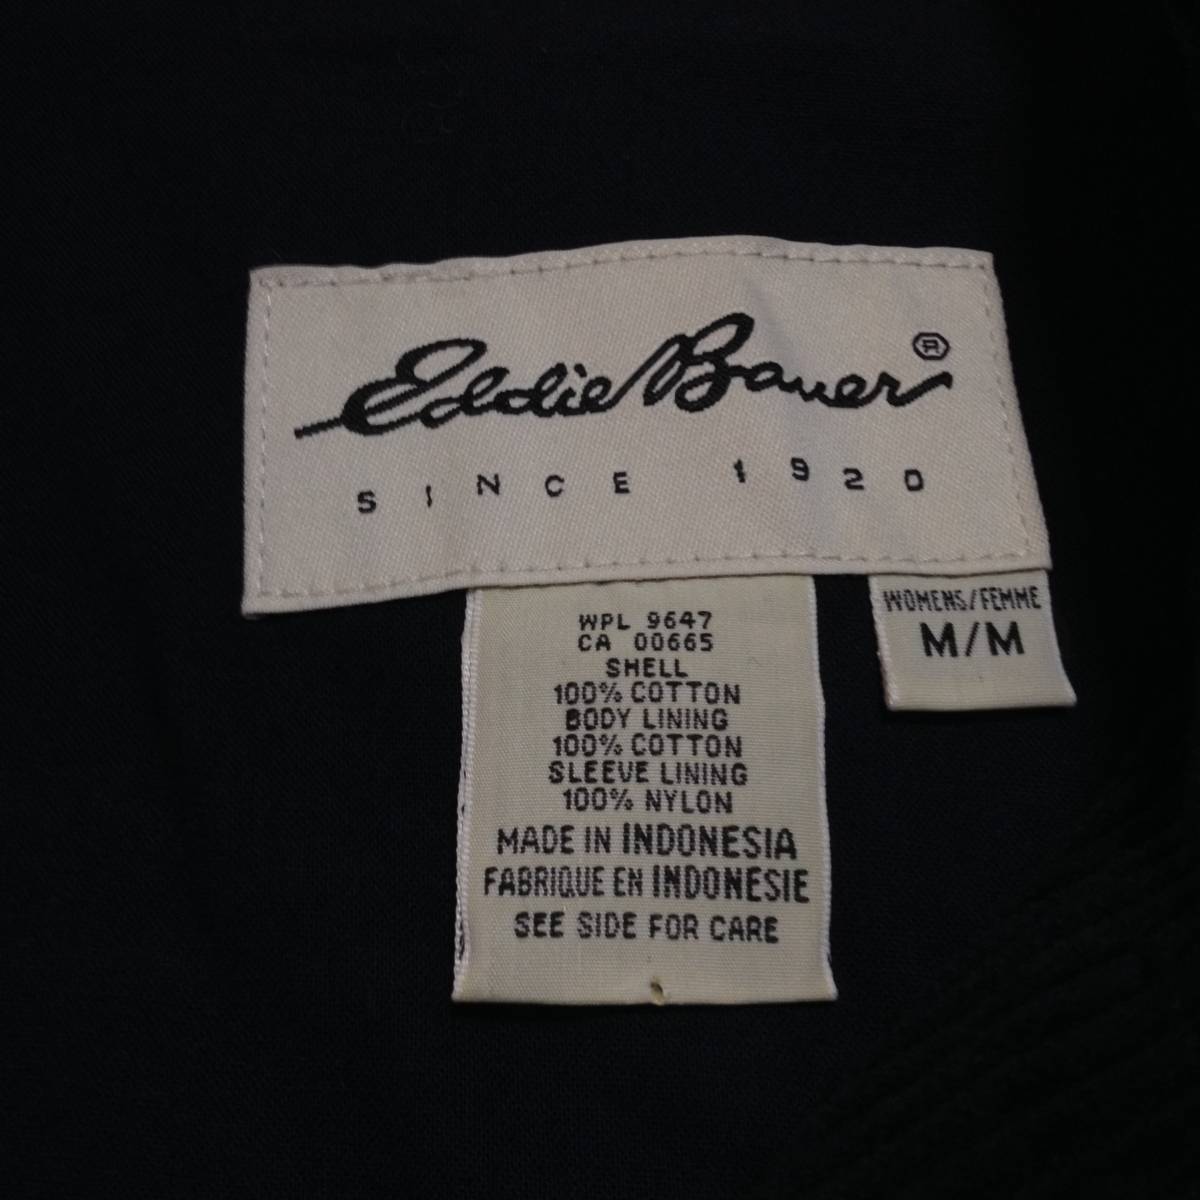 Eddie Bauer ®
SINCE 1920
WOMENS/FEMME
M/M
WPL 9647
CA 00665
SHELL
100% COTTON
BODY LINING
100% COTTON
SLEEVE LINING
100% NYLON
MADE IN INDONESIA
FABRIQUE EN INDONESIE
SEE SIDE FOR CARE